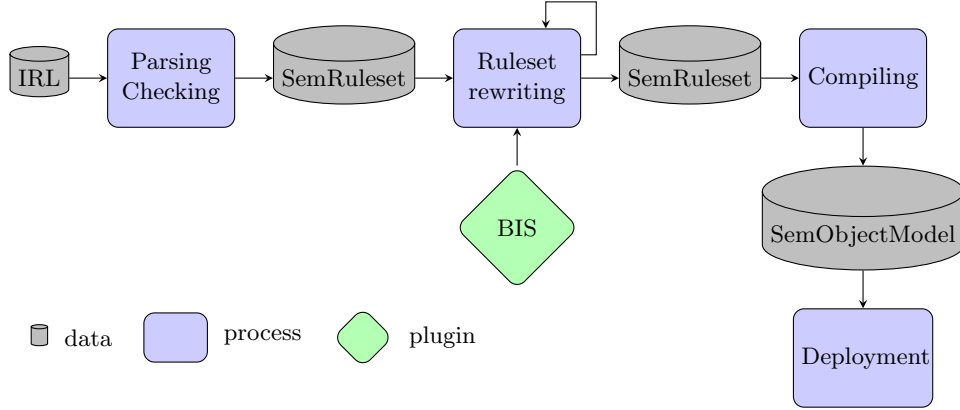 IRL
Parsing
Checking
SemRuleset
Ruleset
rewriting
SemRuleset
Compiling
BIS
SemObjectModel
data
process
plugin
Deployment